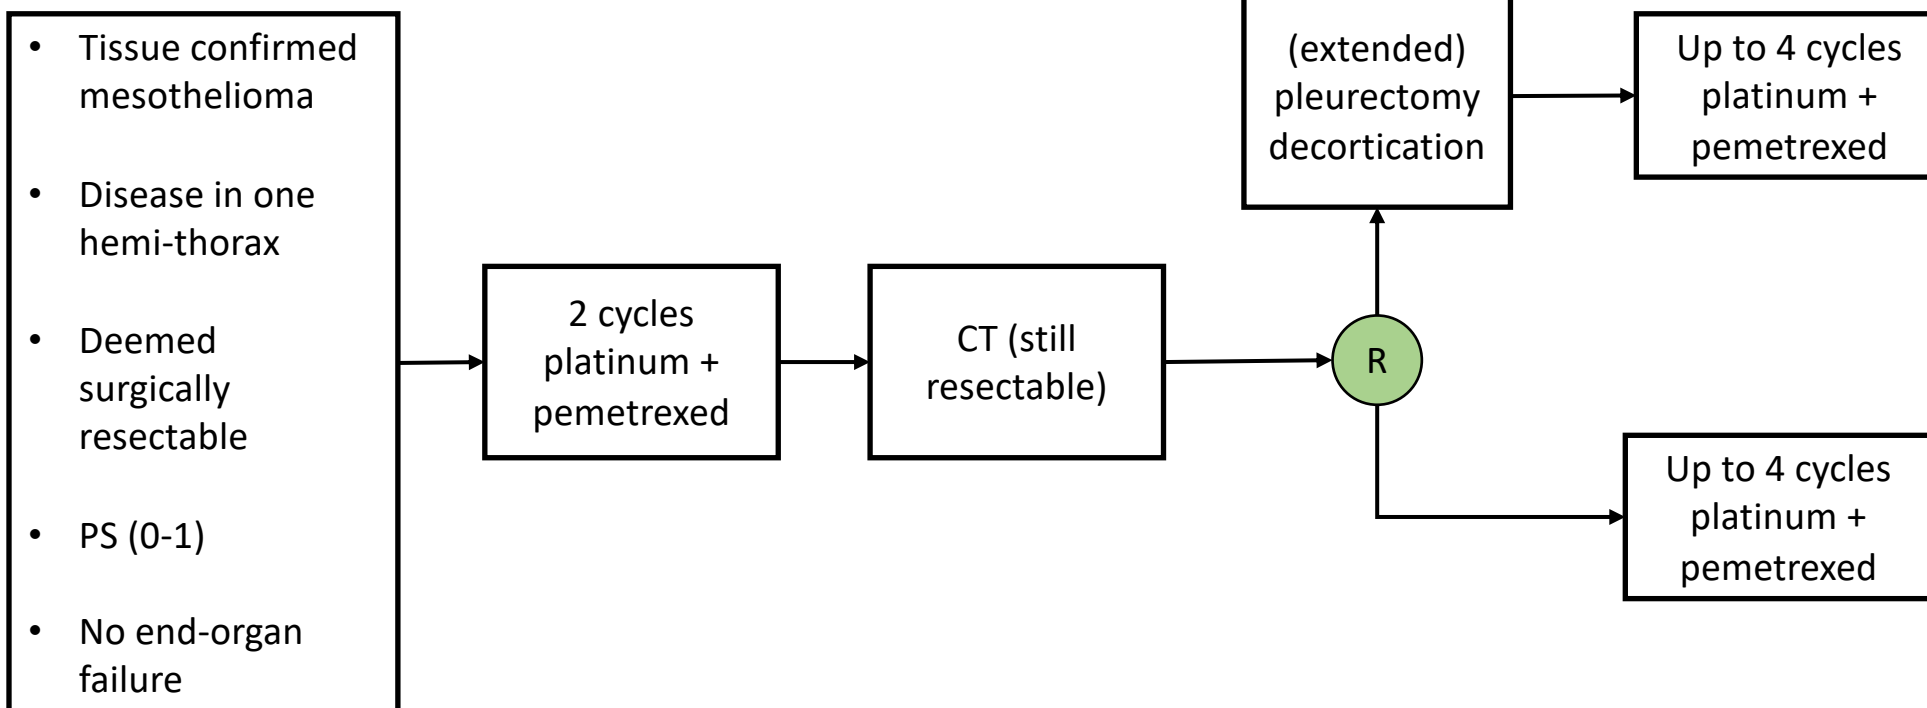 • Tissue confirmed
mesothelioma
• Disease in one
hemi-thorax
• Deemed
surgically
resectable
• PS (0-1)
• No end-organ
failure
2 cycles
platinum +
pemetrexed
CT (still
resectable)
R
(extended)
pleurectomy
decortication
Up to 4 cycles
platinum +
pemetrexed
Up to 4 cycles
platinum +
pemetrexed